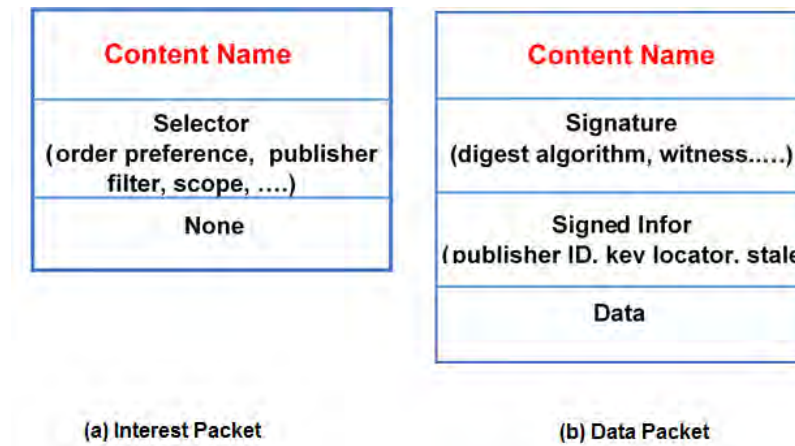 Content Name
Selector
(order preference, publisher
filter, scope, ....)
None
(a) Interest Packet
Content Name
Signature
(digest algorithm, witness.....)
Signed Infor
(publisher ID, key locator, stale
Data
(b) Data Packet